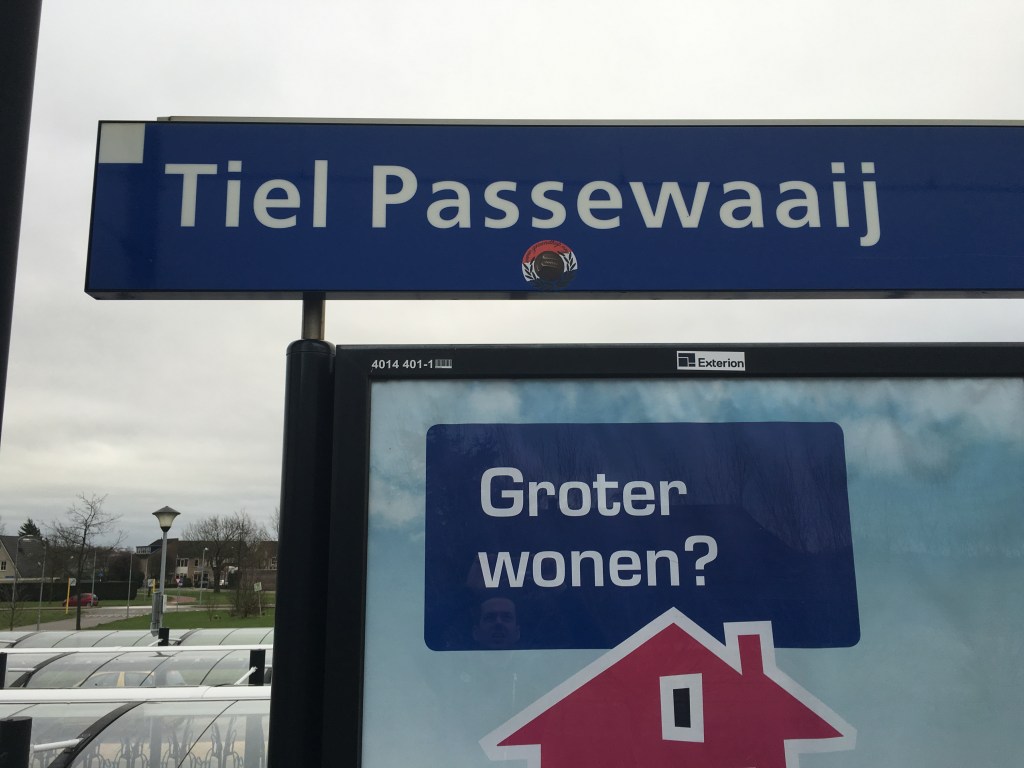 Tiel Passewaaij
4014 401-1
Exterion
Groter
wonen?